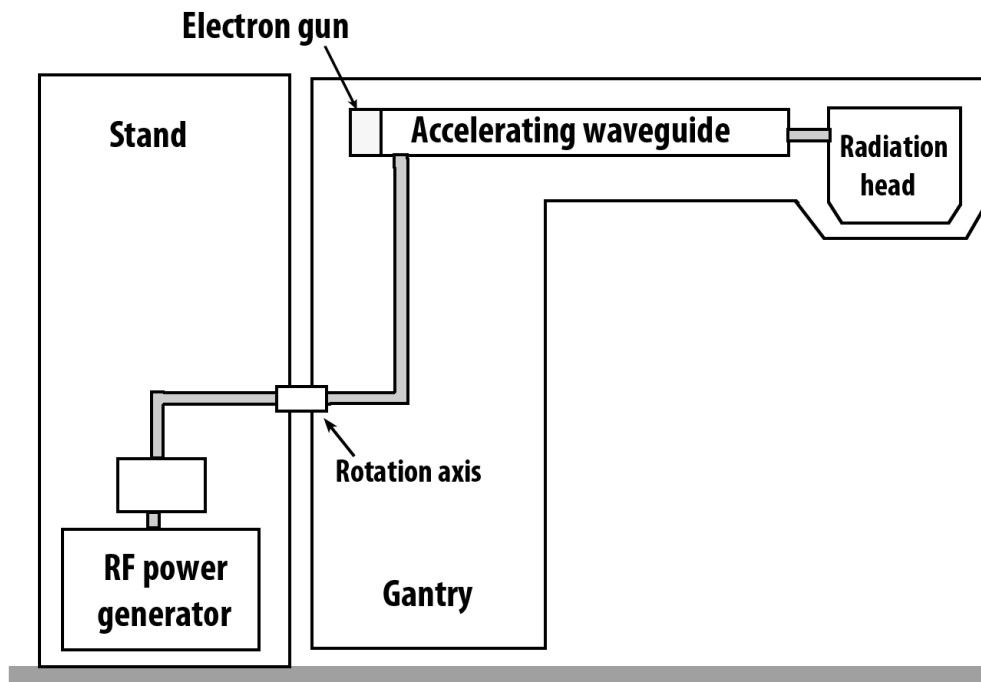 Electron gun
Stand
Accelerating waveguide
Radiation
head
Rotation axis
RF power
generator
Gantry